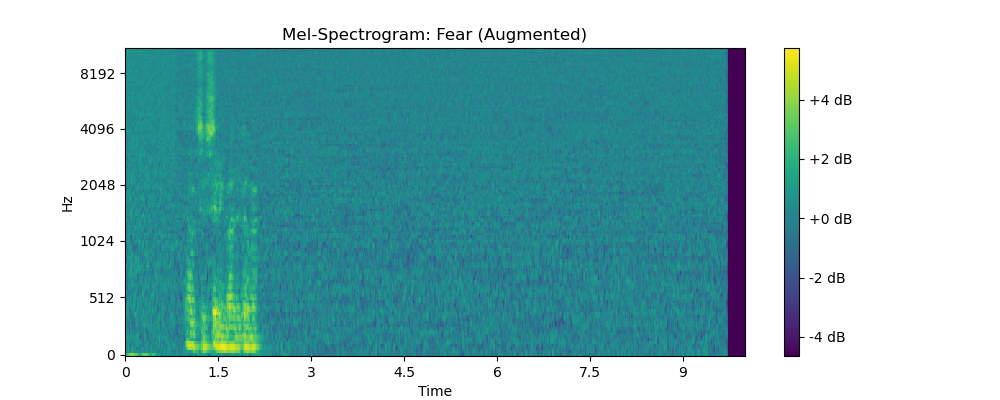 Mel-Spectrogram: Fear (Augmented)
8192
4096
2048
1024
512
0
Hz
0 1.5 3 4.5 6 7.5 9
Time
+4 dB
+2 dB
+0 dB
-2 dB
-4 dB